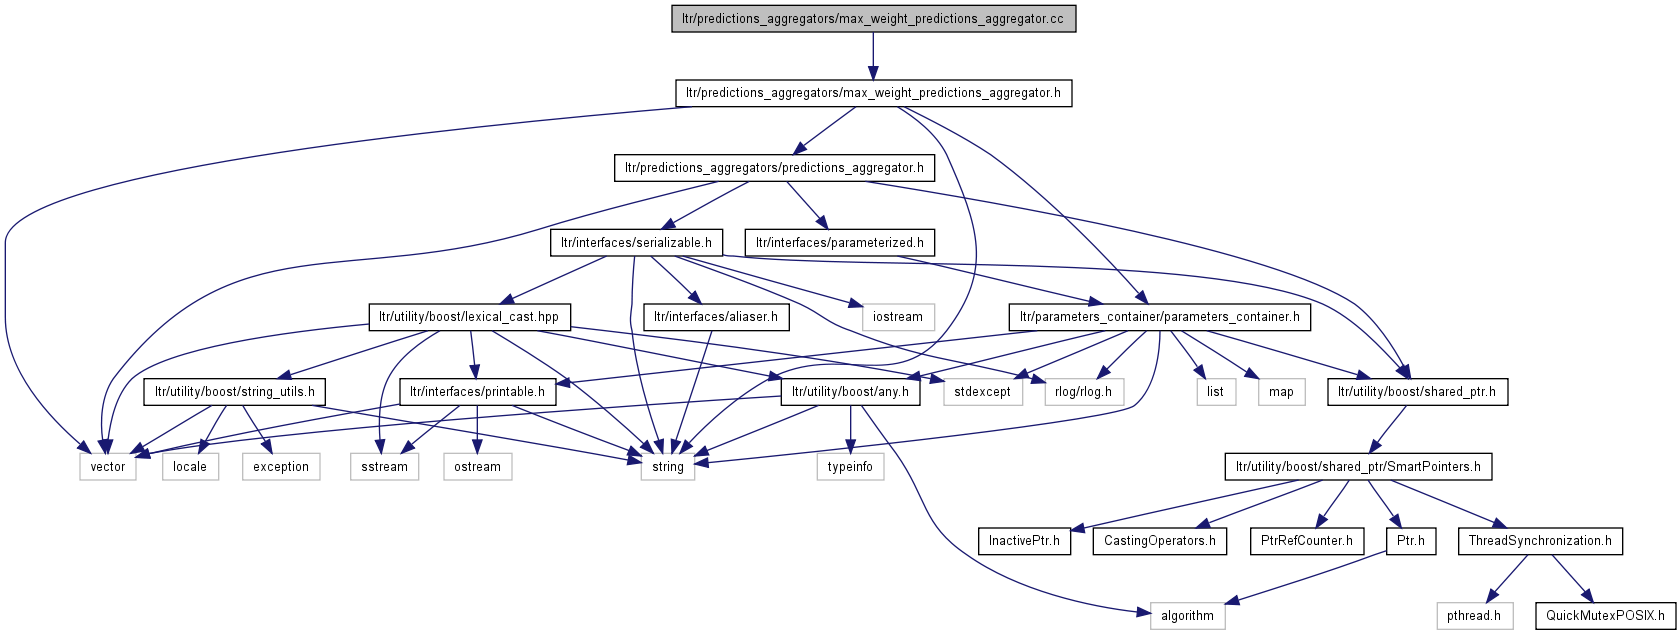 ltr/predictions_aggregators/max_weight_predictions_aggregator.cc
ltr/predictions_aggregators/max_weight_predictions_aggregator.h
ltr/predictions_aggregators/predictions_aggregator.h
ltr/interfaces/serializable.h
ltr/interfaces/parameterized.h
ltr/utility/boost/lexical_cast.hpp
ltr/interfaces/aliaser.h
iostream
ltr/parameters_container/parameters_container.h
ltr/utility/boost/string_utils.h
ltr/interfaces/printable.h
ltr/utility/boost/any.h
stdexcept
rlog/rlog.h
list
map
ltr/utility/boost/shared_ptr.h
vector
locale
exception
sstream
ostream
string
typeinfo
ltr/utility/boost/shared_ptr/SmartPointers.h
InactivePtr.h
CastingOperators.h
PtrRefCounter.h
Ptr.h
ThreadSynchronization.h
algorithm
pthread.h
QuickMutexPOSIX.h